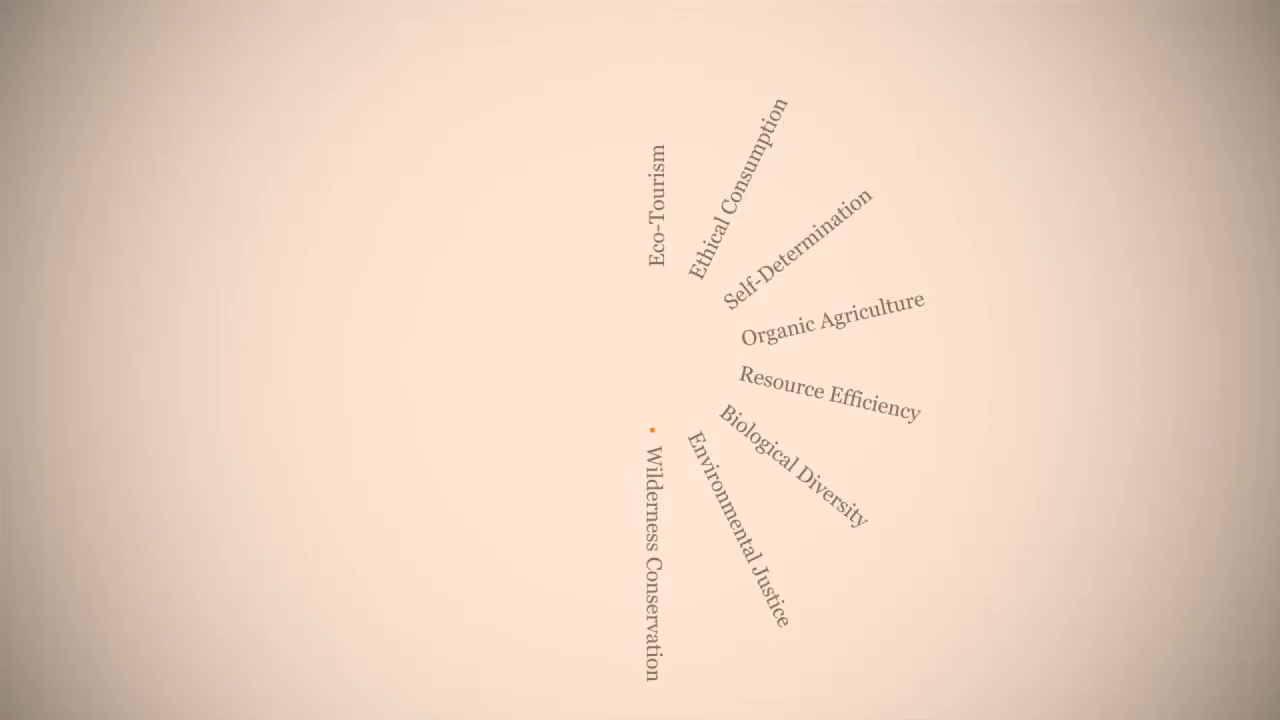 Eco-Tourism
Ethical Consumption
Self-Determination
Organic Agriculture
Resource Efficiency
Biological Diversity
Environmental Justice
Wilderness Conservation